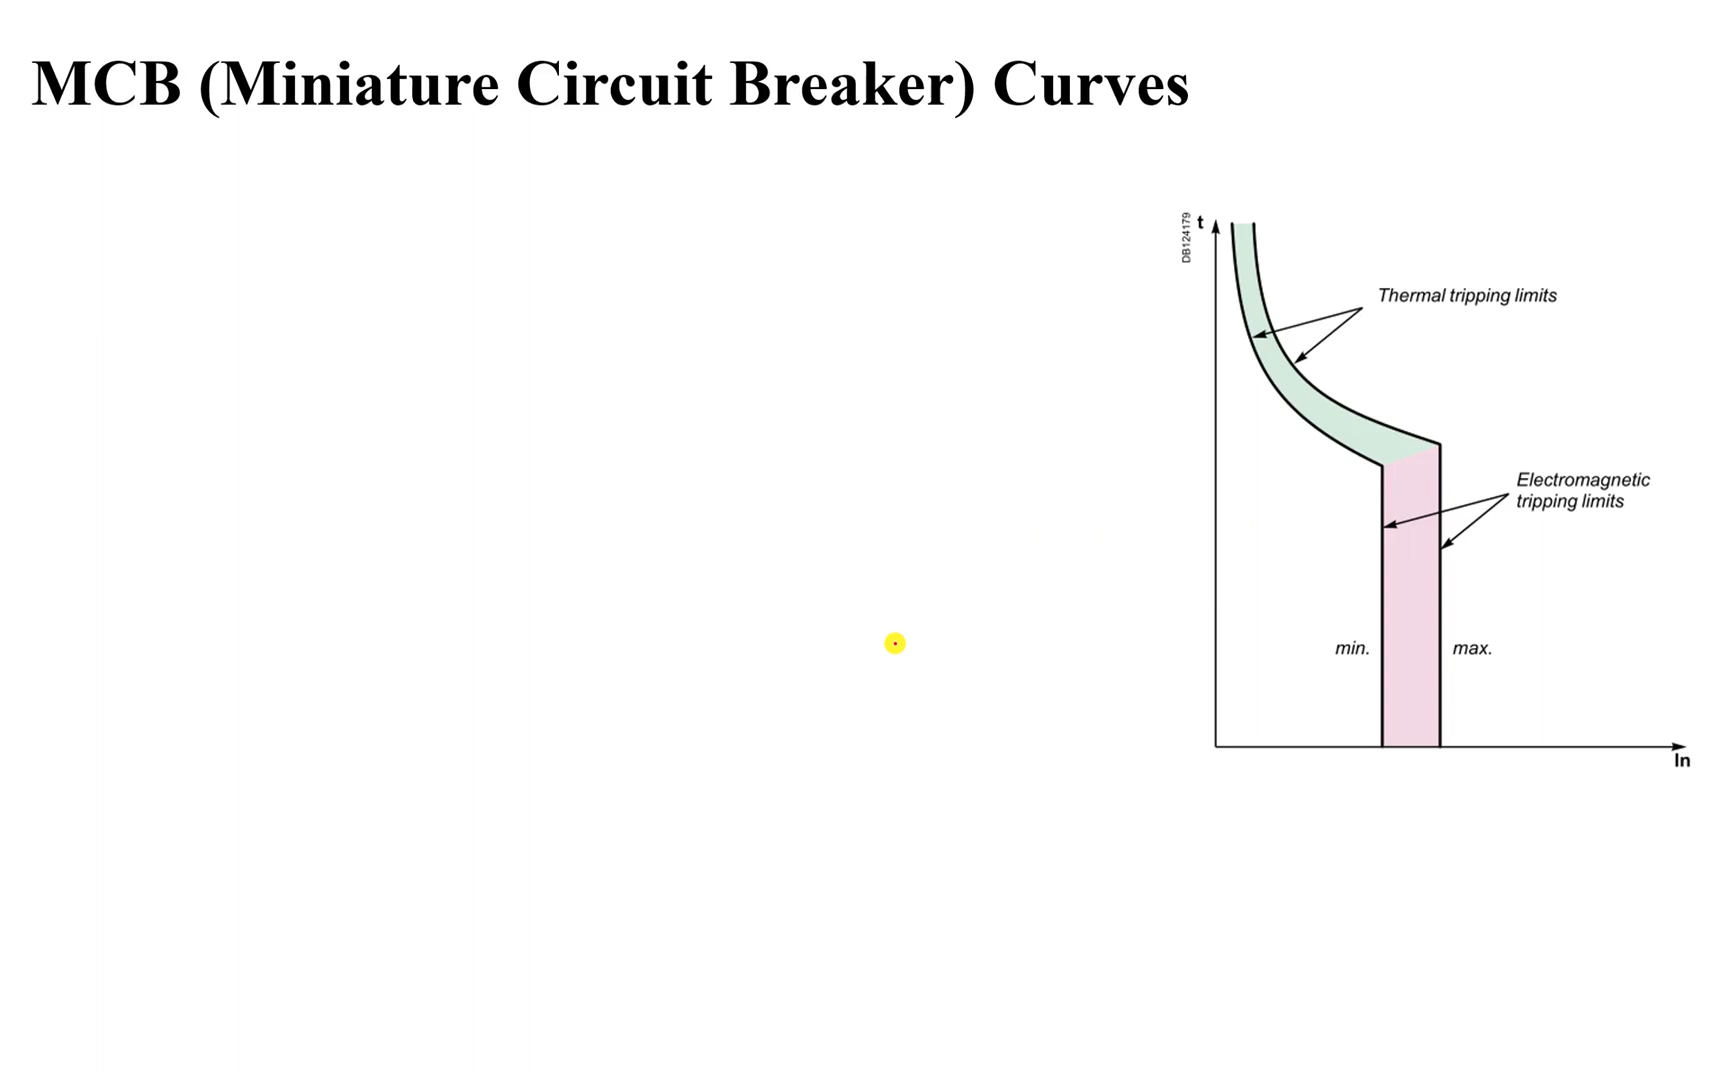 MCB (Miniature Circuit Breaker) Curves
DB124179
t
Thermal tripping limits
Electromagnetic
tripping limits
min.
max.
In